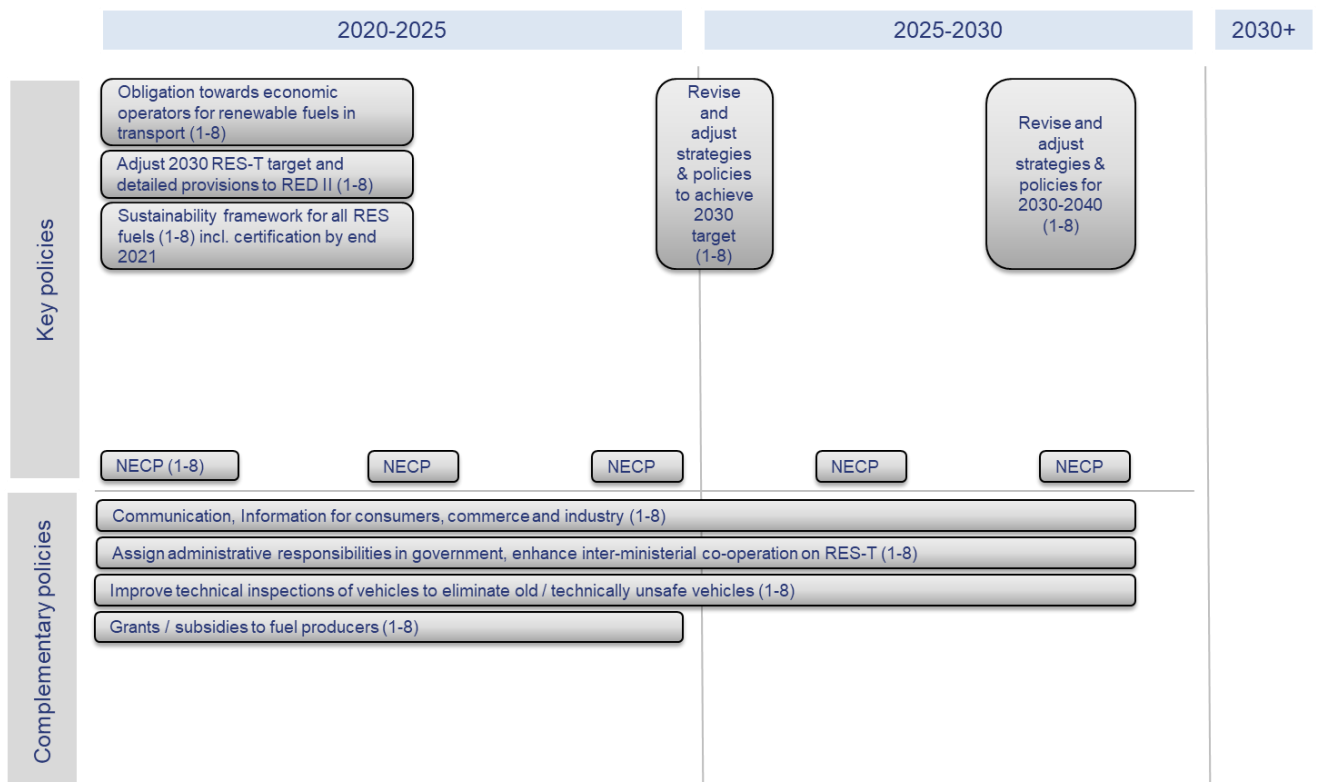 2020-2025
2025-2030
2030+
Key policies
Obligation towards economic
operators for renewable fuels in
transport (1-8)
Adjust 2030 RES-T target and
detailed provisions to RED II (1-8)
Sustainability framework for all RES
fuels (1-8) incl. certification by end
2021
Revise
and
adjust
strategies
& policies
to achieve
2030
target
(1-8)
Revise and
adjust
strategies &
policies for
2030-2040
(1-8)
NECP (1-8)
NECP
NECP
NECP
NECP
Complementary policies
Communication, Information for consumers, commerce and industry (1-8)
Assign administrative responsibilities in government, enhance inter-ministerial co-operation on RES-T (1-8)
Improve technical inspections of vehicles to eliminate old / technically unsafe vehicles (1-8)
Grants / subsidies to fuel producers (1-8)